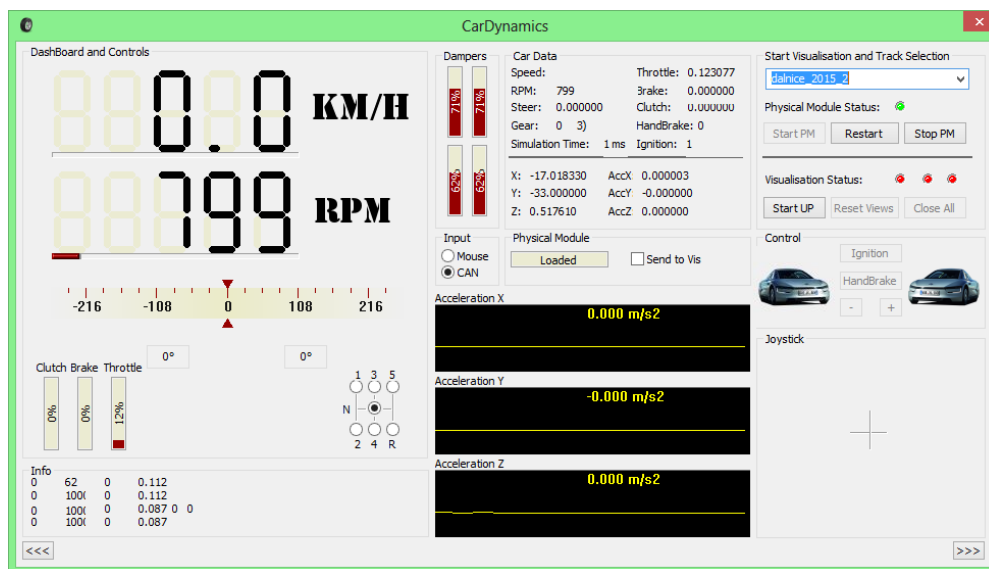 CarDynamics
DashBoard and Controls
0.0 KM/H
799 RPM
-216 -108 0 108 216
0° 0°
Clutch Brake Throttle
0% 0% 12%
1 3 5
N
2 4 R
Info
0 62 0 0.112
0 100( 0 0.112
0 100( 0 0.087 0 0
0 100( 0 0.087
<<<
Dampers
71% 71%
62% 62%
Car Data
Speed: Throttle: 0.123077
RPM: 799 Brake: 0.000000
Steer: 0.000000 Clutch: 0.000000
Gear: 0 3) HandBrake: 0
Simulation Time: 1 ms Ignition: 1
X: -17.018330 AccX 0.000003
Y: -33.000000 AccY -0.000000
Z: 0.517610 AccZ 0.000000
Input
Mouse
CAN
Physical Module
Loaded Send to Vis
Acceleration X
0.000 m/s2
Acceleration Y
-0.000 m/s2
Acceleration Z
0.000 m/s2
Start Visualisation and Track Selection
dalnice_2015_2
Physical Module Status:
Start PM Restart Stop PM
Visualisation Status:
Start UP Reset Views Close All
Control
Ignition
HandBrake
- +
Joystick
>>>